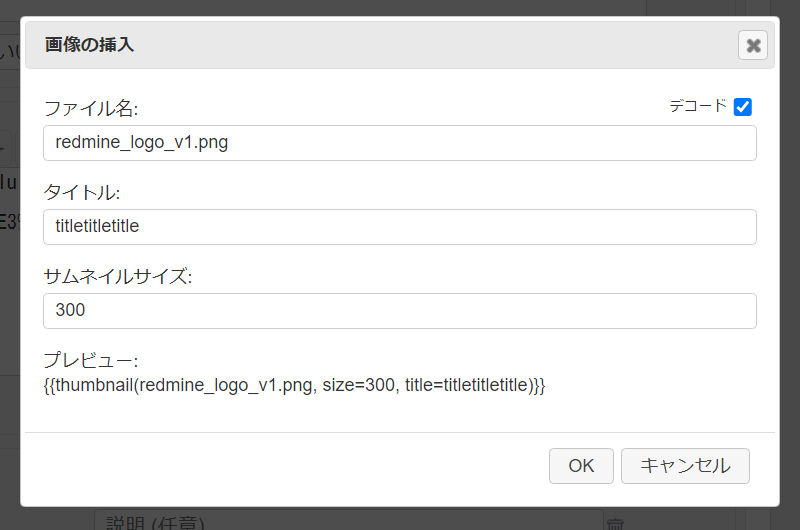 画像の挿入
ファイル名:
デコード
redmine_logo_v1.png
タイトル:
titletitletitle
サムネイルサイズ:
300
プレビュー:
{{thumbnail(redmine_logo_v1.png, size=300, title=titletitletitle)}}
OK
キャンセル
説明 (任意)